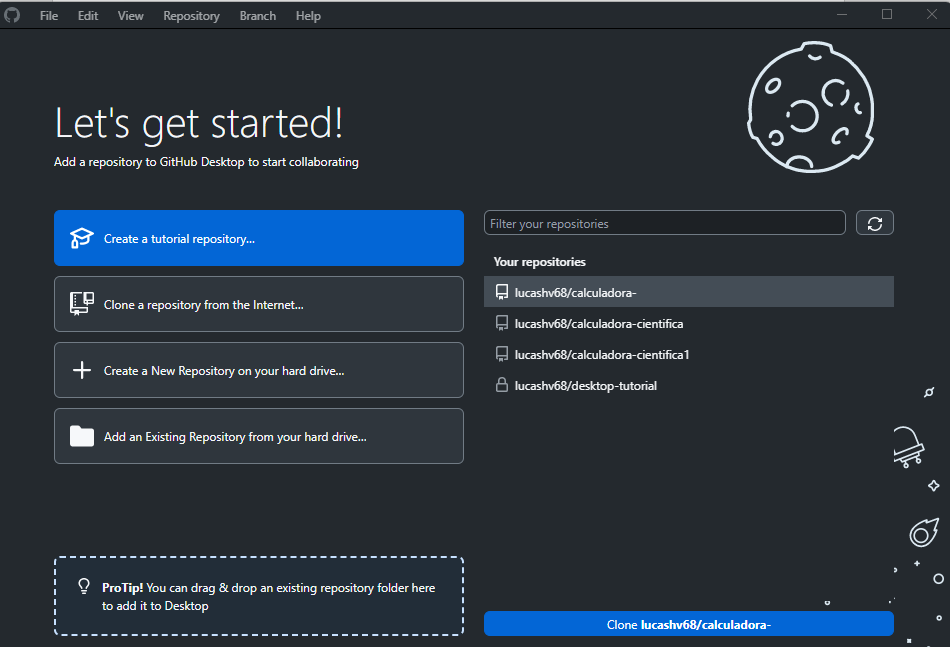 File Edit View Repository Branch Help
Let's get started!
Add a repository to GitHub Desktop to start collaborating
Create a tutorial repository...
Clone a repository from the Internet...
Create a New Repository on your hard drive...
Add an Existing Repository from your hard drive...
ProTip! You can drag & drop an existing repository folder here
to add it to Desktop
Filter your repositories
Your repositories
lucashv68/calculadora-
lucashv68/calculadora-cientifica
lucashv68/calculadora-cientifica1
lucashv68/desktop-tutorial
Clone lucashv68/calculadora-